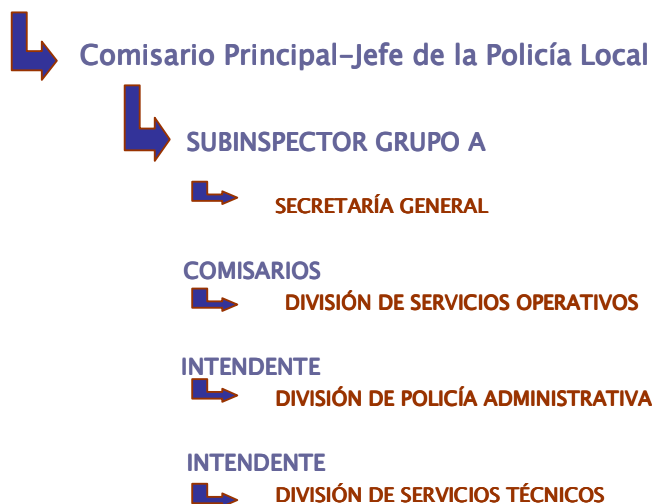 Comisario Principal-Jefe de la Policía Local
SUBINSPECTOR GRUPO A
SECRETARÍA GENERAL
COMISARIOS
DIVISIÓN DE SERVICIOS OPERATIVOS
INTENDENTE
DIVISIÓN DE POLICÍA ADMINISTRATIVA
INTENDENTE
DIVISIÓN DE SERVICIOS TÉCNICOS